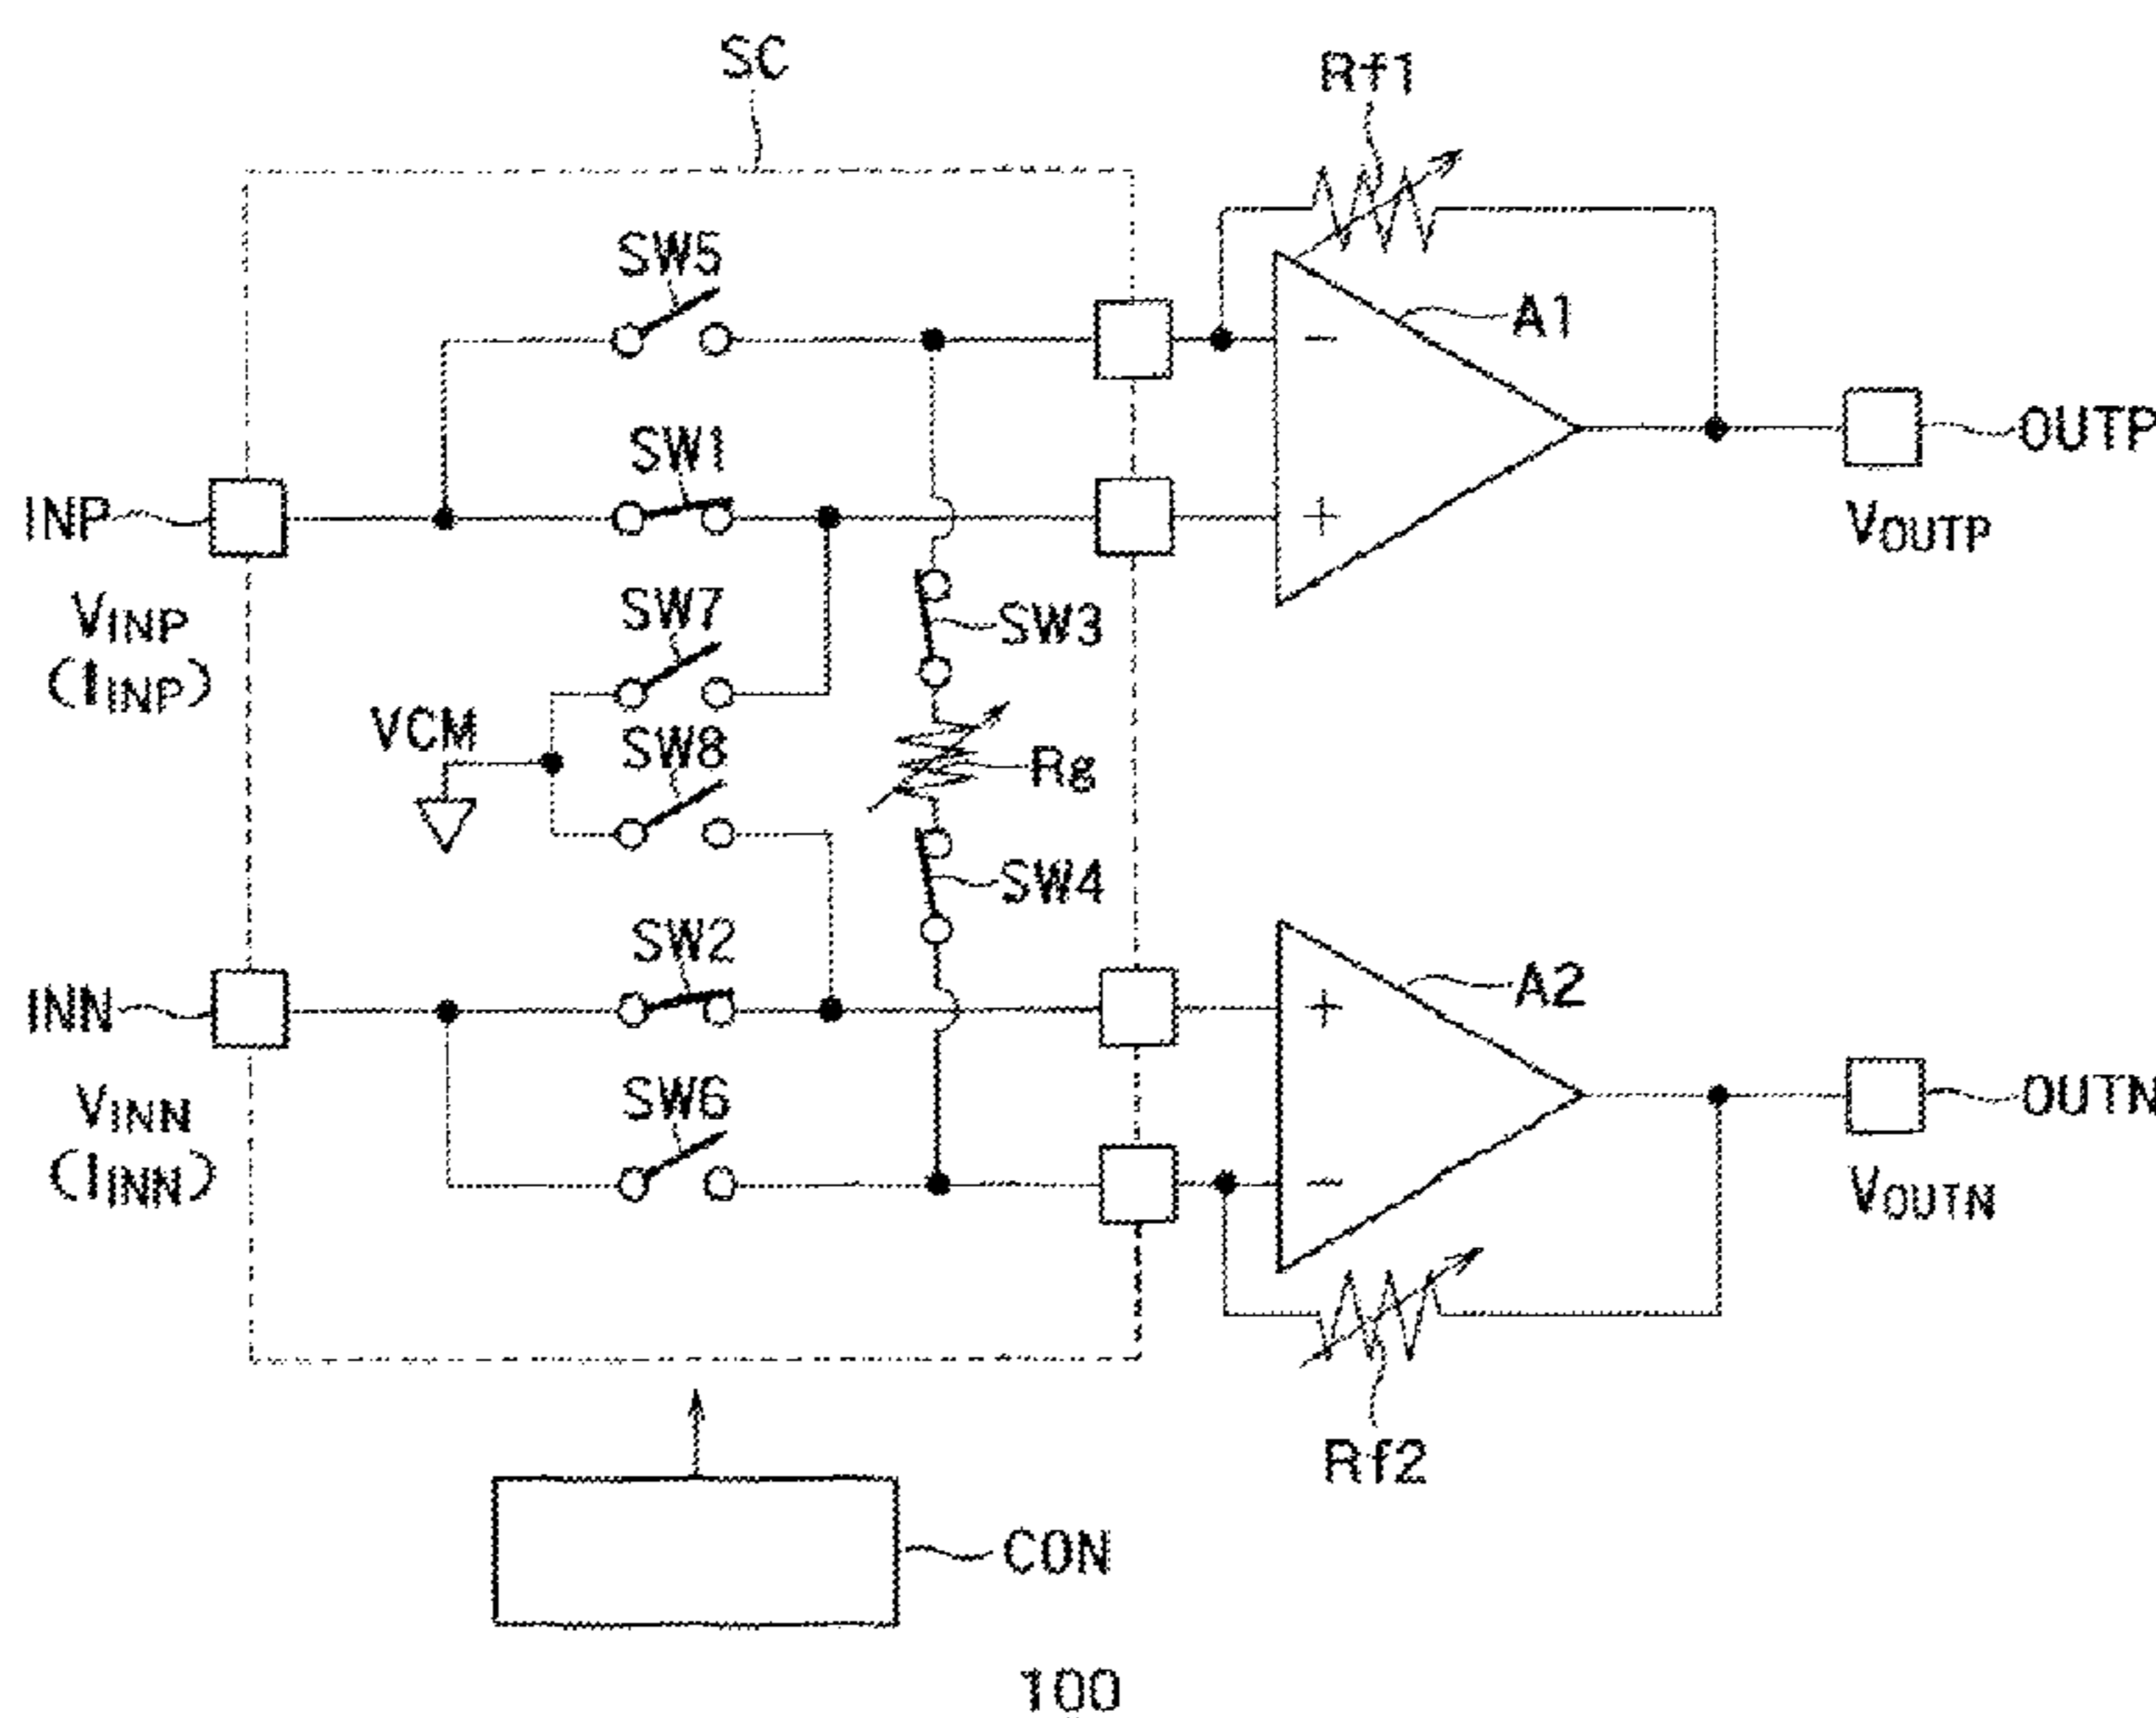 SC
Rf1
SW5
A1
SW1
INP
OUTP
VINP
(IINP)
VOUTP
SW7
SW3
VCM
SW8
Rg
SW4
SW2
A2
INN
OUTN
VINN
(IINN)
SW6
VOUTN
Rf2
CON
100
−
+
+
−